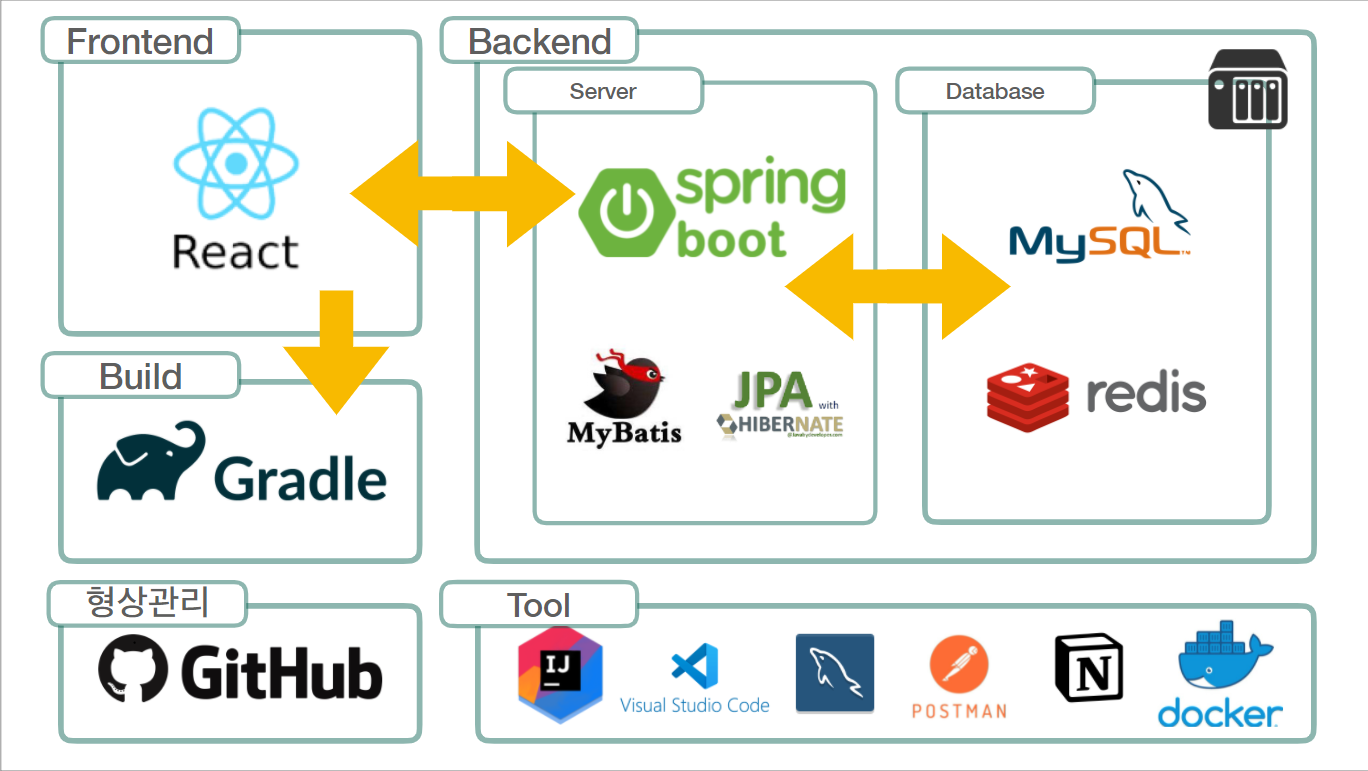 Frontend
React
Backend
Server
spring
boot
MyBatis
JPA with
HIBERNATE
Database
MySQL
redis
Build
Gradle
형상관리
GitHub
Tool
IJ
Visual Studio Code
POSTMAN
N
docker